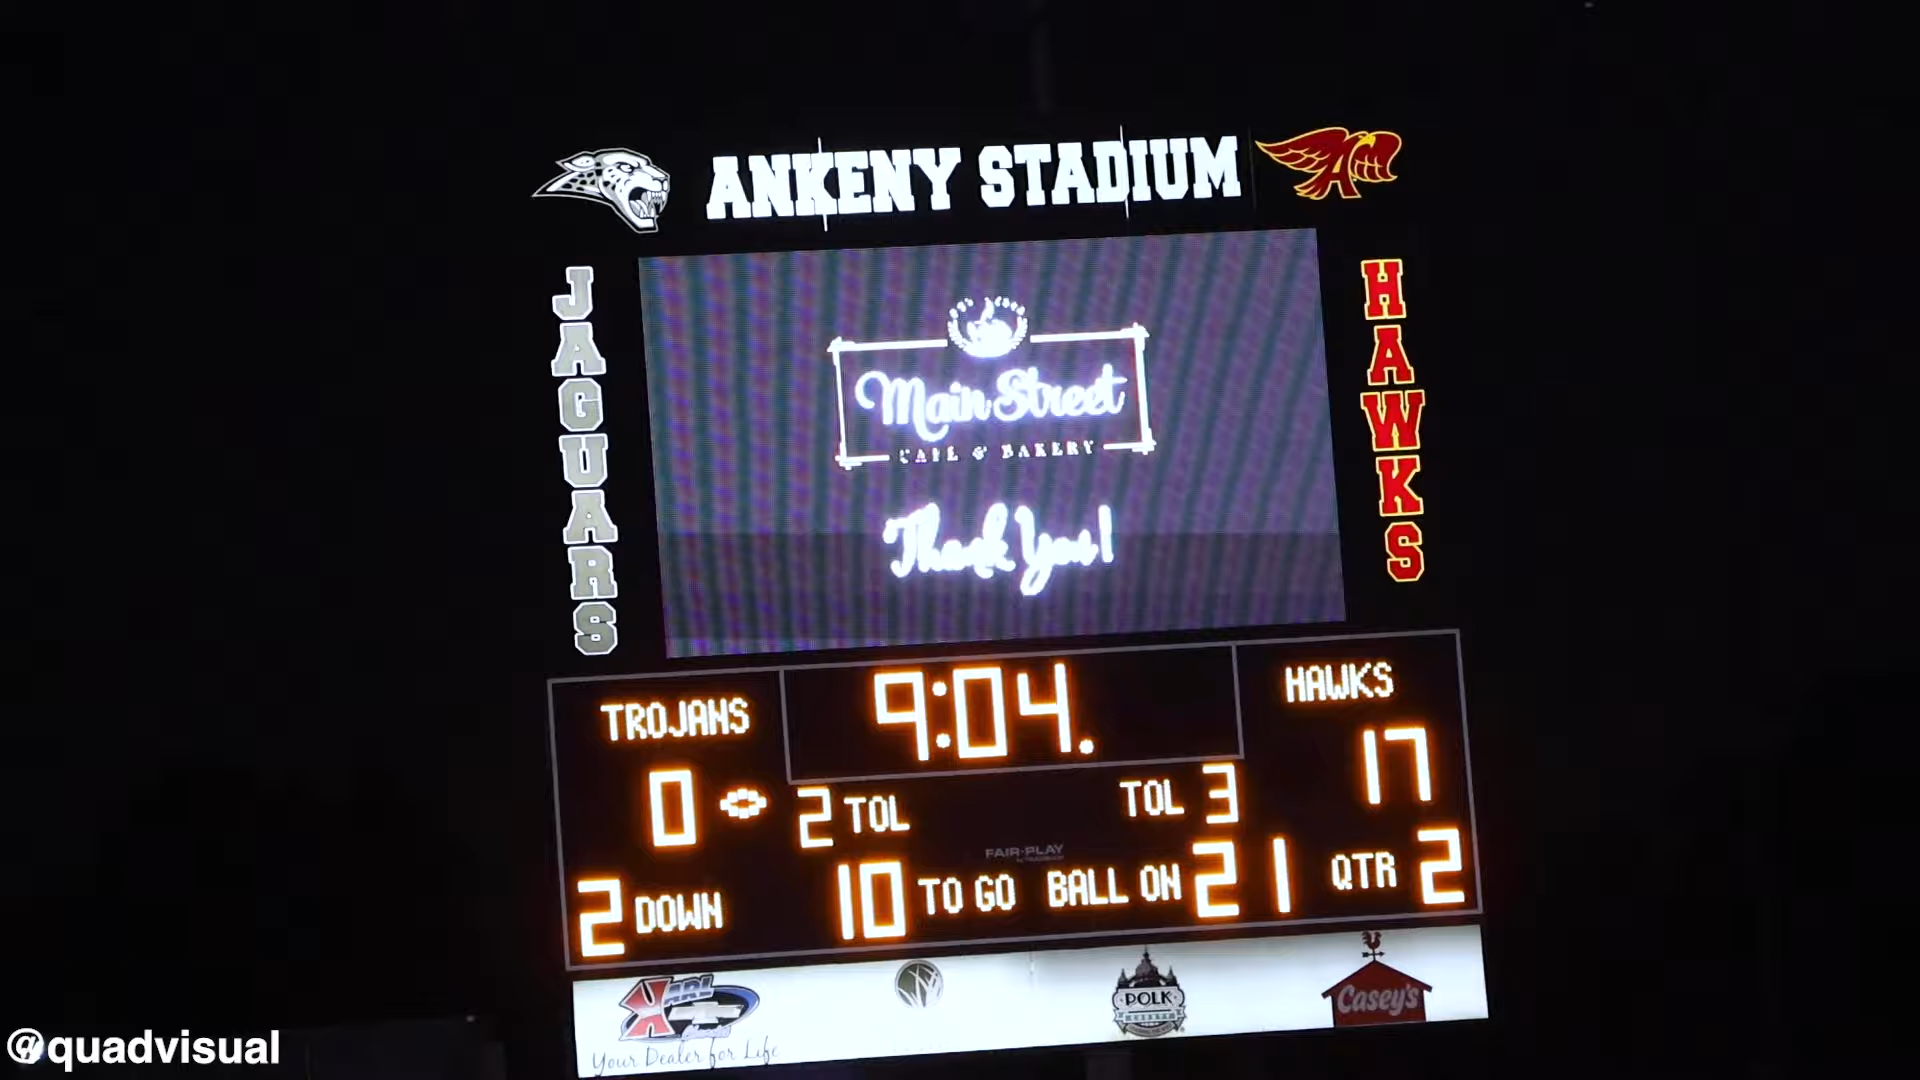 ANKENY STADIUM
JAGUARS
HAWKS
Main Street
CAFE & BAKERY
Thank You!
TROJANS
9:04.
HAWKS
0
2 TOL
TOL 3
17
FAIR-PLAY
2 DOWN
10 TO GO
BALL ON 21
QTR 2
KARL
Your Dealer for Life
POLK
Casey's
@quadvisual